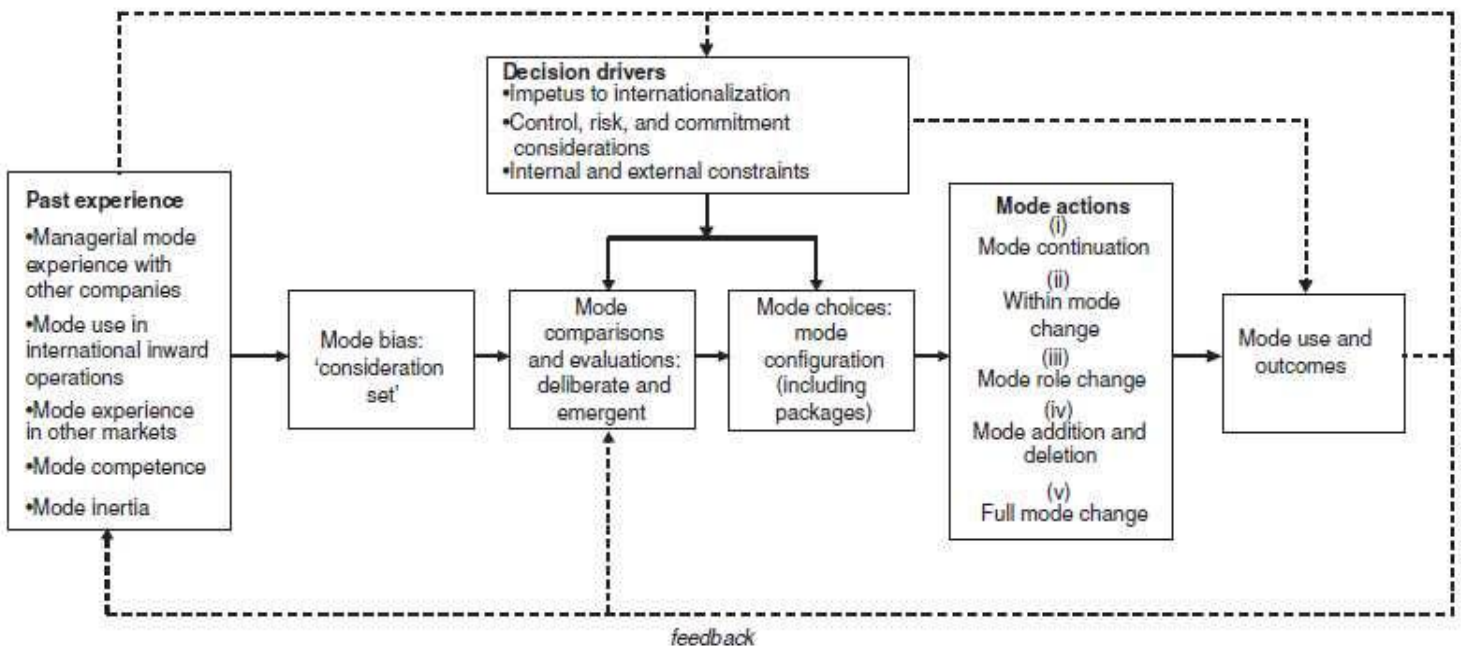 Decision drivers
•Impetus to internationalization
•Control, risk, and commitment
considerations
•Internal and external constraints
Past experience
•Managerial mode
experience with
other companies
•Mode use in
international inward
operations
•Mode experience
in other markets
•Mode competence
•Mode inertia
Mode bias:
‘consideration
set’
Mode
comparisons
and evaluations:
deliberate and
emergent
Mode choices:
mode
configuration
(including
packages)
Mode actions
(i)
Mode continuation
(ii)
Within mode
change
(iii)
Mode role change
(iv)
Mode addition and
deletion
(v)
Full mode change
Mode use and
outcomes
feedback